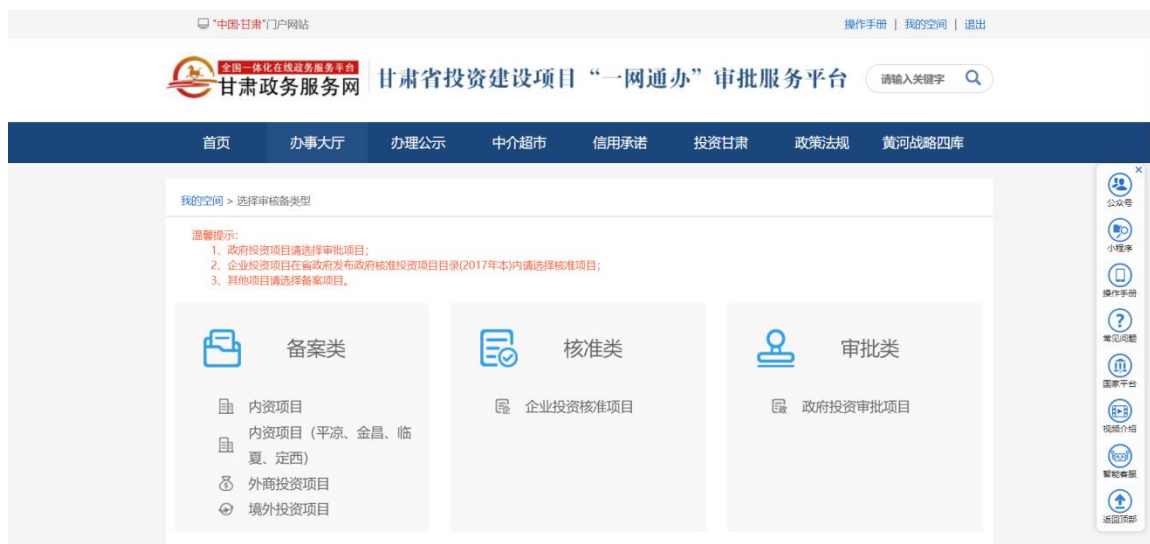 "中国·甘肃"门户网站
操作手册 | 我的空间 | 退出
全国一体化在线政务服务平台
甘肃政务服务网
甘肃省投资建设项目“一网通办”审批服务平台
请输入关键字
首页 办事大厅 办理公示 中介超市 信用承诺 投资甘肃 政策法规 黄河战略四库
我的空间 > 选择审核备类型
温馨提示:
1、政府投资项目请选择审批项目;
2、企业投资项目在省政府发布政府核准投资项目目录(2017年本)内请选择核准项目;
3、其他项目请选择备案项目。
备案类
内资项目
内资项目（平凉、金昌、临
夏、定西）
外商投资项目
境外投资项目
核准类
企业投资核准项目
审批类
政府投资审批项目
×
公众号
小程序
操作手册
常见问题
国家平台
视频介绍
智能客服
返回顶部